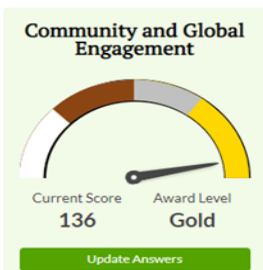 Community and Global
Engagement
Current Score
Award Level
136
Gold
Update Answers